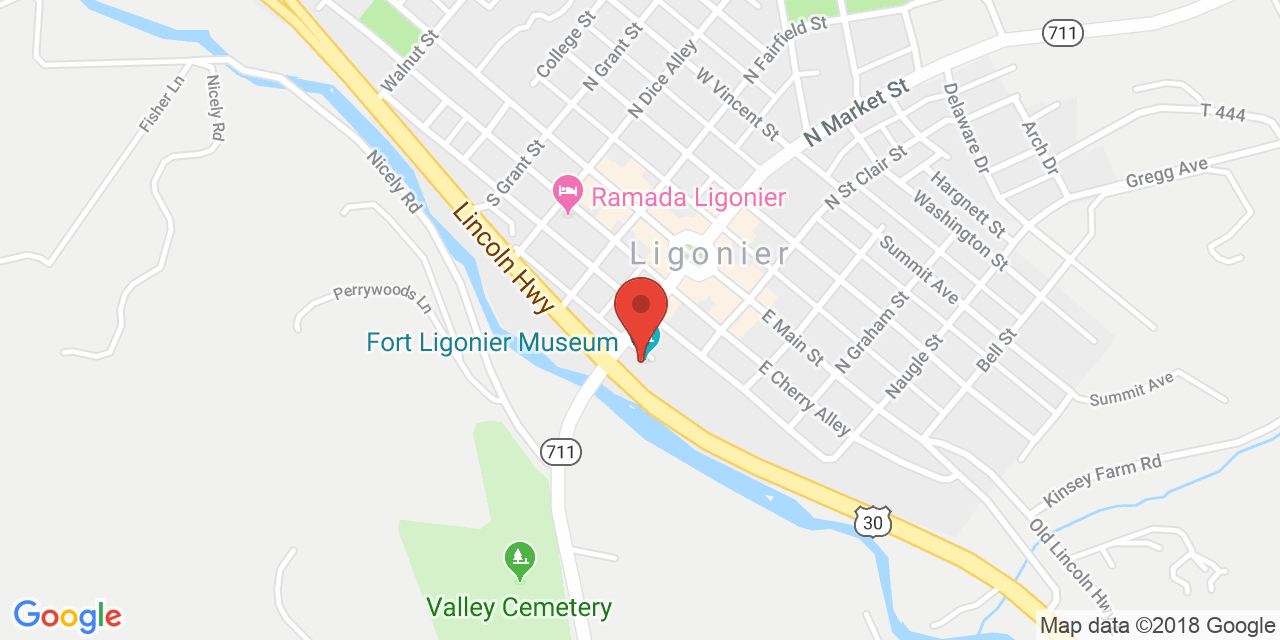 711
Walnut St
College St
N Grant St
N Dice Alley
N Fairfield St
W Vincent St
N Market St
Fisher Ln
Nicely Rd
Delaware Dr
Arch Dr
T 444
Nicely Rd
S Grant St
N St Clair St
Hargnett St
Gregg Ave
Ramada Ligonier
Washington St
Lincoln Hwy
Ligonier
Summit Ave
Perrywoods Ln
E Main St
N Graham St
Naugle St
Bell St
Fort Ligonier Museum
E Cherry Alley
Summit Ave
711
Kinsey Farm Rd
30
Old Lincoln Hwy
Valley Cemetery
Google
Map data ©2018 Google